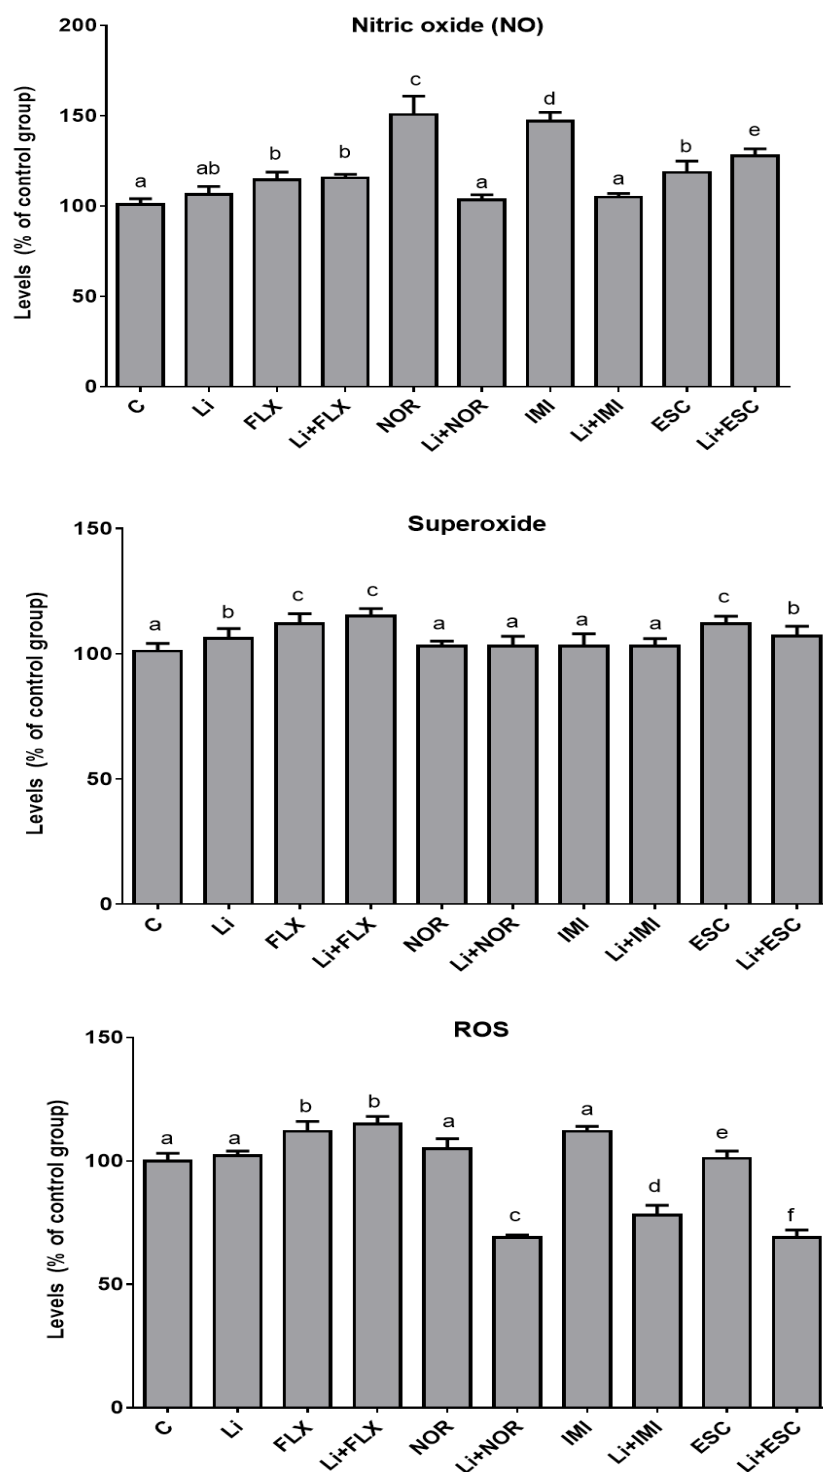 Nitric oxide (NO)
Levels (% of control group)
200
150
100
50
0
a
ab
b
b
c
a
d
a
b
e
C
Li
FLX
Li+FLX
NOR
Li+NOR
IMI
Li+IMI
ESC
Li+ESC
Superoxide
Levels (% of control group)
150
100
50
0
a
b
c
c
a
a
a
a
c
b
C
Li
FLX
Li+FLX
NOR
Li+NOR
IMI
Li+IMI
ESC
Li+ESC
ROS
Levels (% of control group)
150
100
50
0
a
a
b
b
a
c
a
d
e
f
C
Li
FLX
Li+FLX
NOR
Li+NOR
IMI
Li+IMI
ESC
Li+ESC